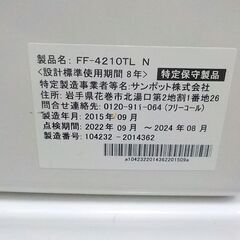 製品名: FF-4210TL N
<設計標準使用期間 8年> 特定保守製品
特定製造事業者等名: サンポット株式会社
住所: 岩手県花巻市北湯口第2地割1番地26
問合せ連絡先: 0120-911-064 (フリーコール)
製造年月: 2015年09月
点検期間: 2022年09月~2024年08月
製造番号: 104232-2014362
a1042322014362201509a